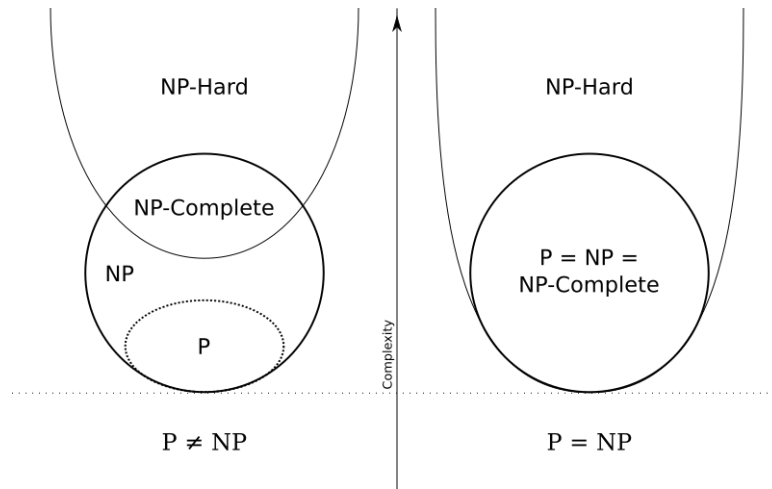 NP-Hard
NP-Complete
NP
P
P ≠ NP
Complexity
NP-Hard
P = NP =
NP-Complete
P = NP